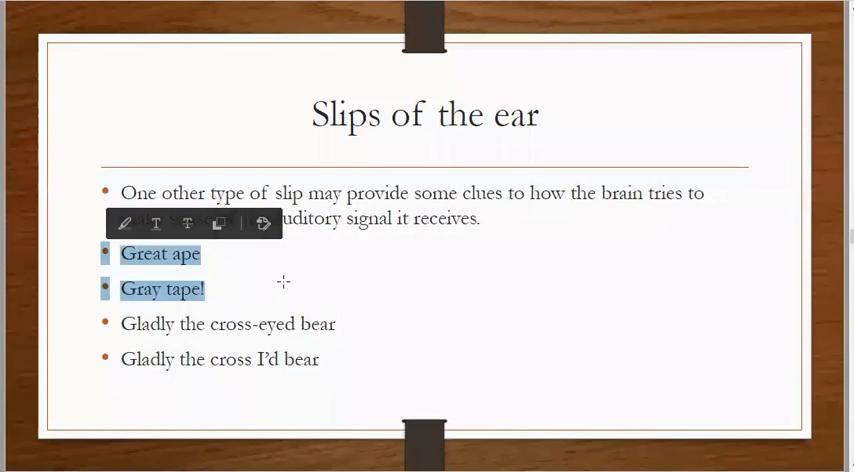 Slips of the ear
One other type of slip may provide some clues to how the brain tries to
auditory signal it receives.
Great ape
Gray tape!
Gladly the cross-eyed bear
Gladly the cross I'd bear